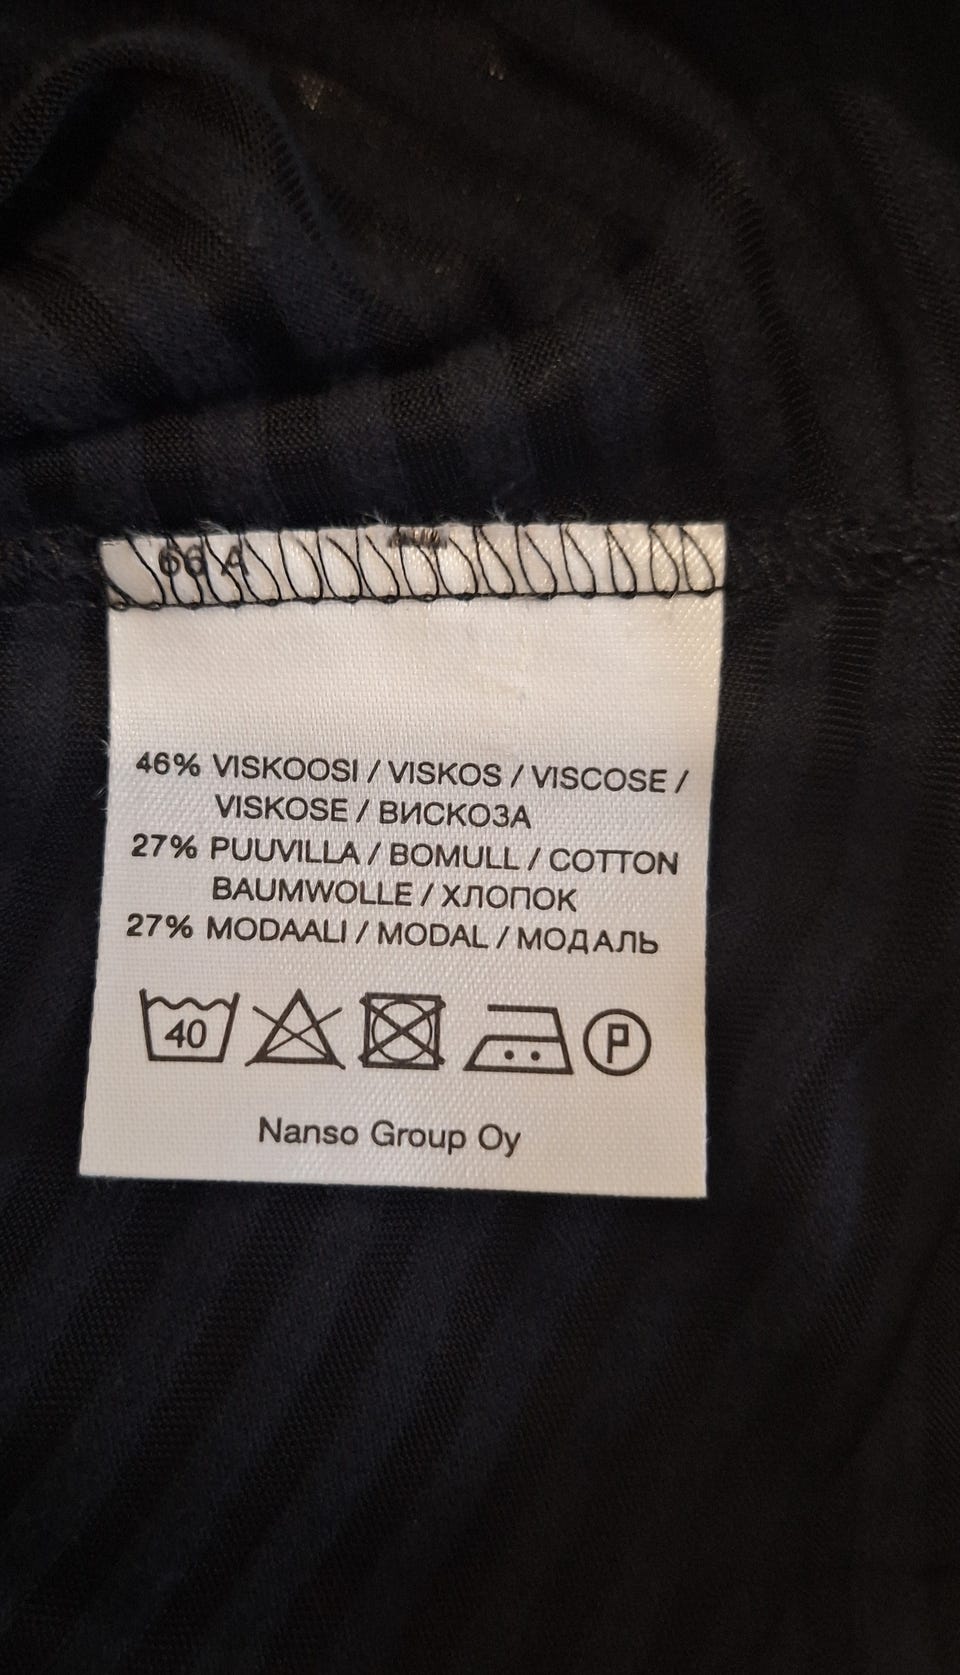 66 A
46% VISKOOSI / VISKOS / VISCOSE /
VISKOSE / ВИСКОЗА
27% PUUVILLA / BOMULL / COTTON
BAUMWOLLE / ХЛОПОК
27% MODAALI / MODAL / МОДАЛЬ
40
P
Nanso Group Oy